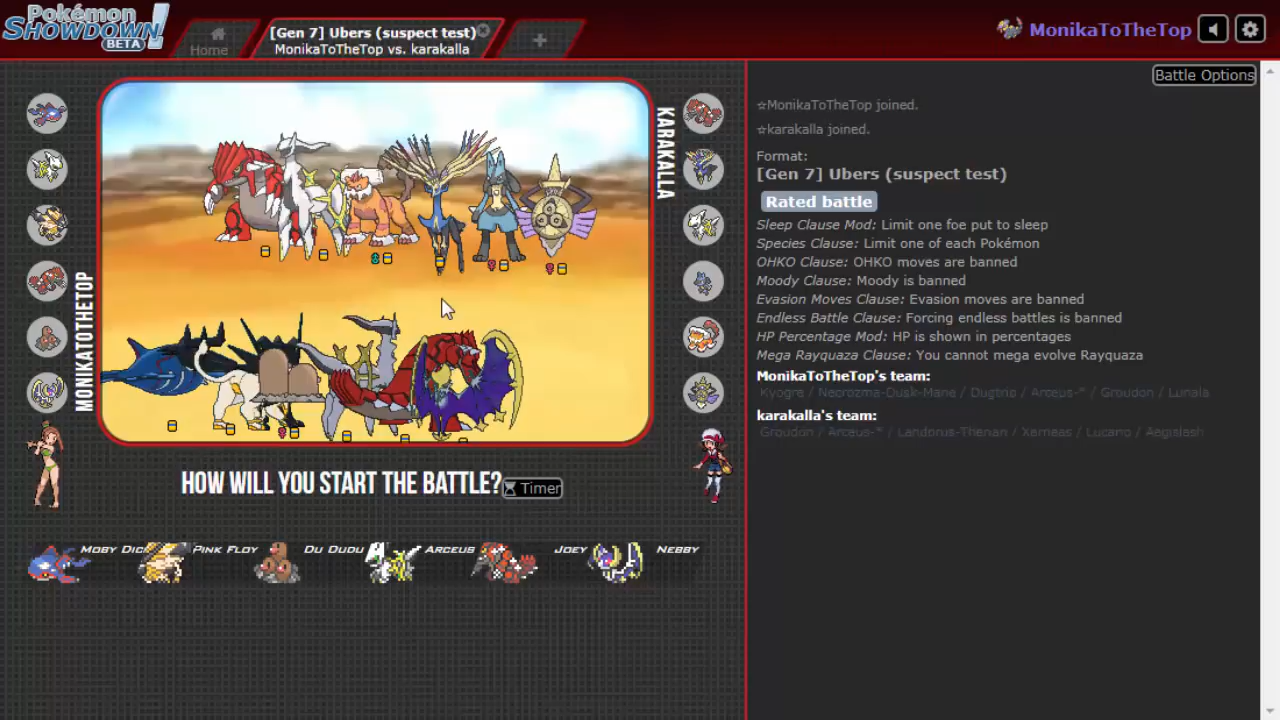 Pokémon
SHOWDOWN!
BETA
Home
[Gen 7] Ubers (suspect test)
MonikaToTheTop vs. karakalla
MonikaToTheTop
Battle Options
KARAKALLA
MONIKATOTHETOP
☆MonikaToTheTop joined.
☆karakalla joined.
Format:
[Gen 7] Ubers (suspect test)
Rated battle
Sleep Clause Mod: Limit one foe put to sleep
Species Clause: Limit one of each Pokémon
OHKO Clause: OHKO moves are banned
Moody Clause: Moody is banned
Evasion Moves Clause: Evasion moves are banned
Endless Battle Clause: Forcing endless battles is banned
HP Percentage Mod: HP is shown in percentages
Mega Rayquaza Clause: You cannot mega evolve Rayquaza
MonikaToTheTop's team:
Kyogre / Necrozma-Dusk-Mane / Dugtrio / Arceus-* / Groudon / Lunala
karakalla's team:
Groudon / Arceus-* / Landorus-Therian / Xerneas / Lucario / Aegislash
HOW WILL YOU START THE BATTLE?
Timer
MOBY DIC
PINK FLOY
DU DUDU
ARCEUS
JOEY
NEBBY